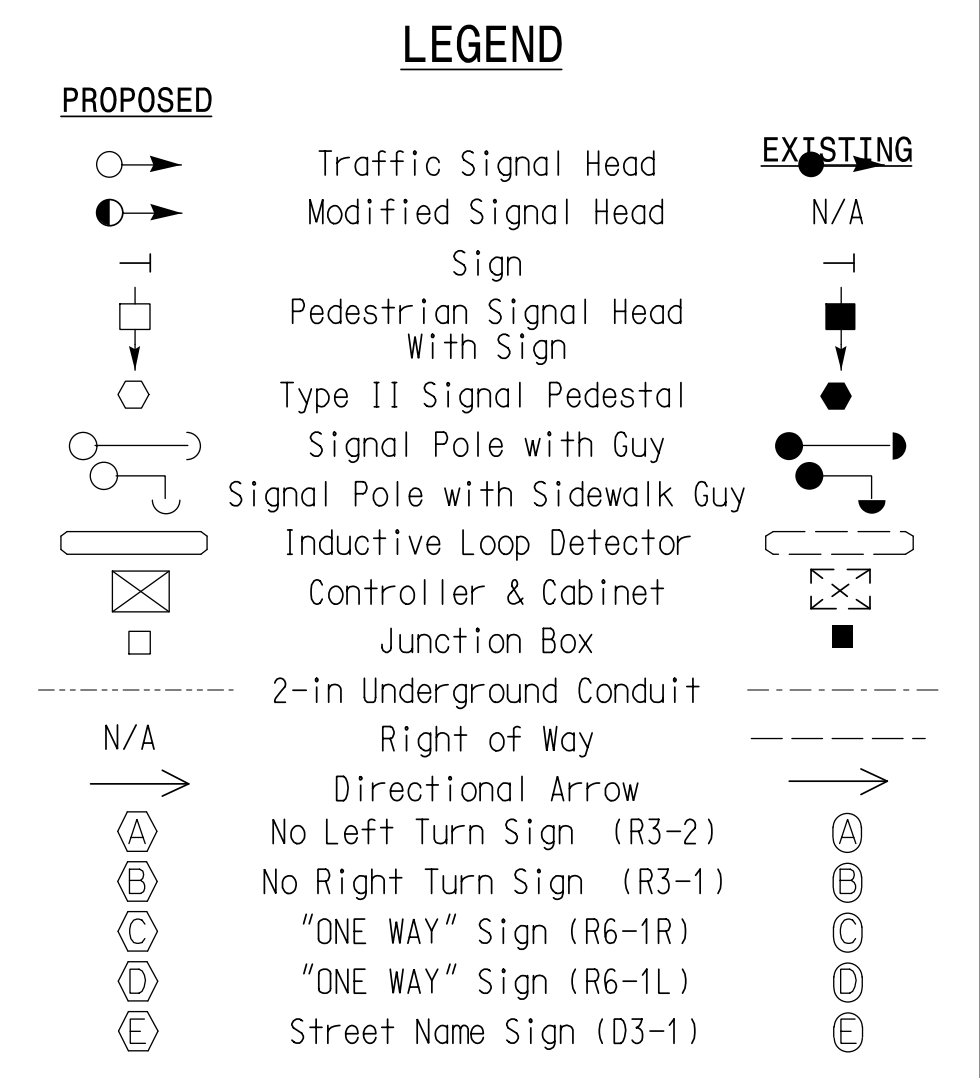 LEGEND
PROPOSED
EXISTING
Traffic Signal Head
Modified Signal Head N/A
Sign
Pedestrian Signal Head
With Sign
Type II Signal Pedestal
Signal Pole with Guy
Signal Pole with Sidewalk Guy
Inductive Loop Detector
Controller & Cabinet
Junction Box
2-in Underground Conduit
N/A Right of Way
Directional Arrow
A No Left Turn Sign (R3-2) A
B No Right Turn Sign (R3-1) B
C "ONE WAY" Sign (R6-1R) C
D "ONE WAY" Sign (R6-1L) D
E Street Name Sign (D3-1) E